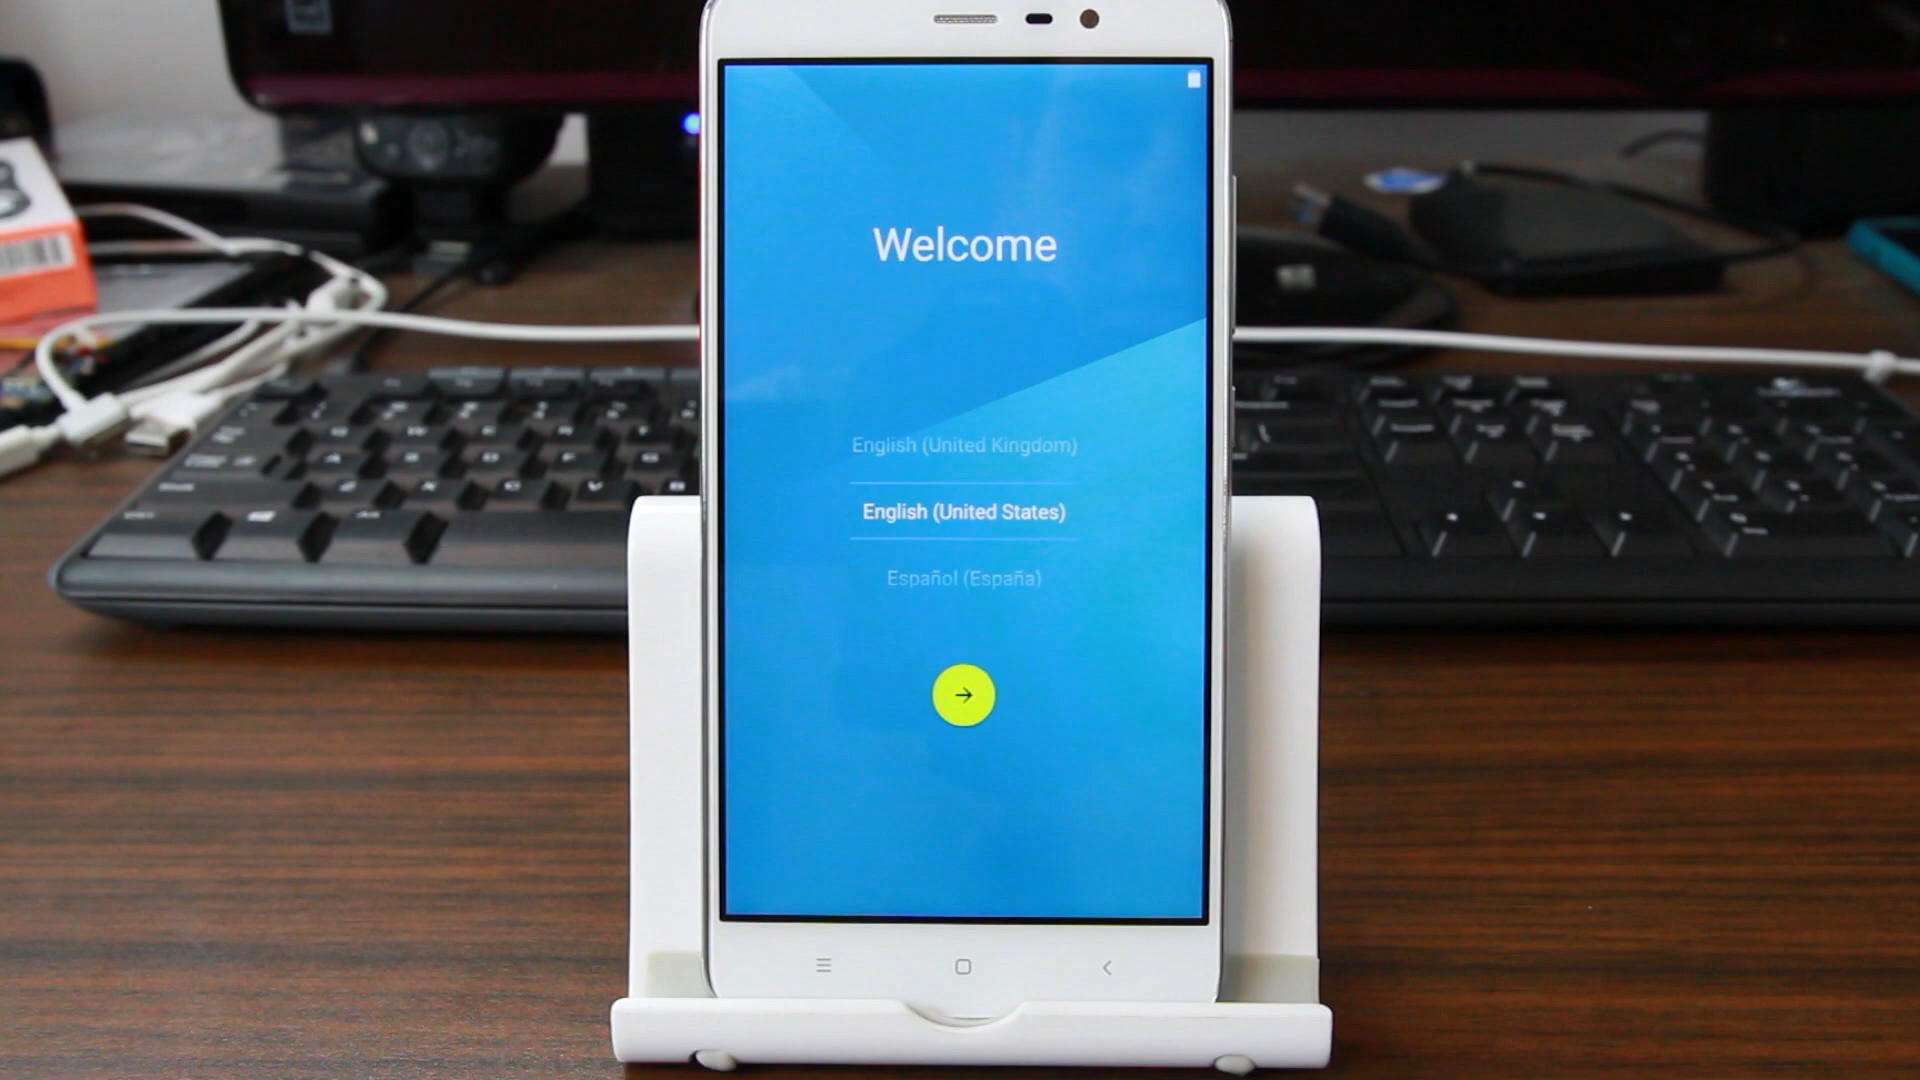 Welcome
English (United Kingdom)
English (United States)
Español (España)